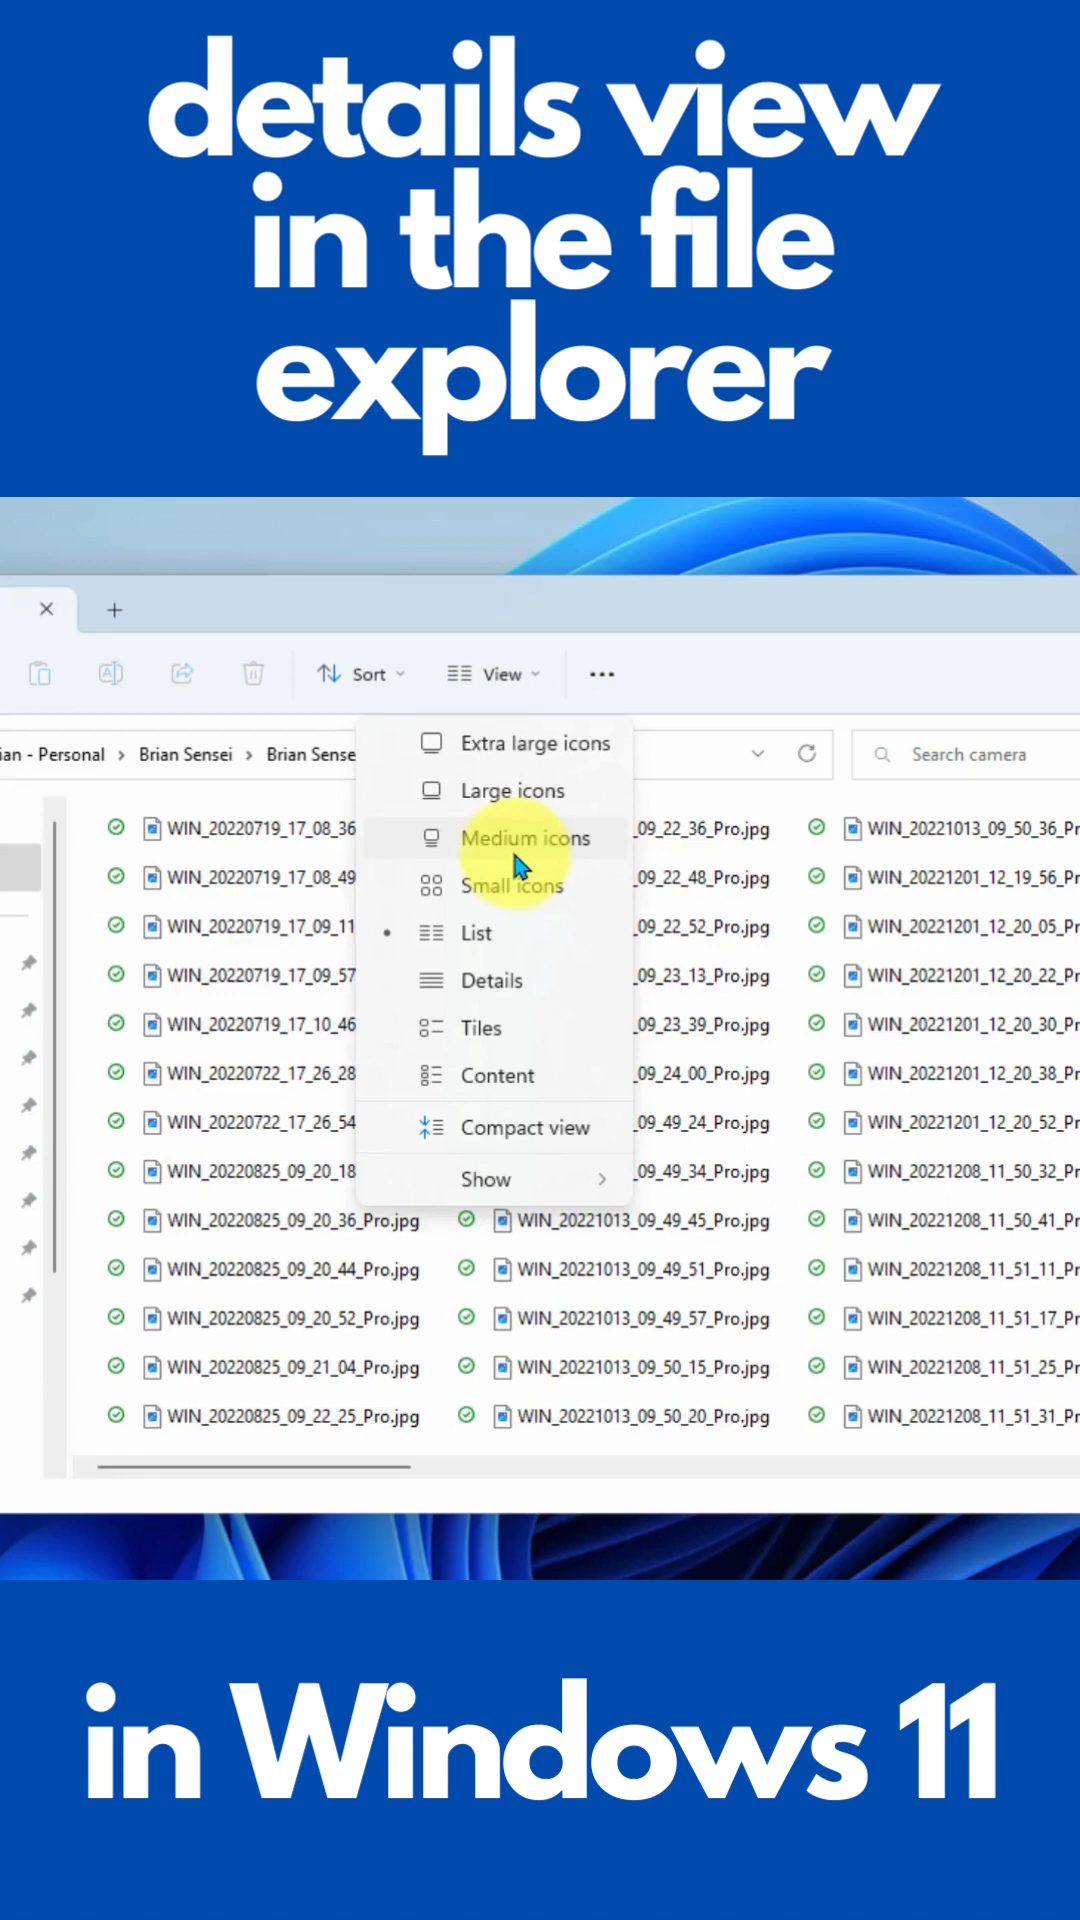 details view
in the file
explorer
Sort
View
ian - Personal > Brian Sensei > Brian Sense
Search camera
Extra large icons
Large icons
Medium icons
Small icons
List
Details
Tiles
Content
Compact view
Show
WIN_20220719_17_08_36
09_22_36_Pro.jpg
WIN_20221013_09_50_36_Pr
WIN_20220719_17_08_49
09_22_48_Pro.jpg
WIN_20221201_12_19_56_Pr
WIN_20220719_17_09_11
09_22_52_Pro.jpg
WIN_20221201_12_20_05_Pr
WIN_20220719_17_09_57
09_23_13_Pro.jpg
WIN_20221201_12_20_22_Pr
WIN_20220719_17_10_46
09_23_39_Pro.jpg
WIN_20221201_12_20_30_Pr
WIN_20220722_17_26_28
09_24_00_Pro.jpg
WIN_20221201_12_20_38_Pr
WIN_20220722_17_26_54
09_49_24_Pro.jpg
WIN_20221201_12_20_52_Pr
WIN_20220825_09_20_18
09_49_34_Pro.jpg
WIN_20221208_11_50_32_Pr
WIN_20220825_09_20_36_Pro.jpg
WIN_20221013_09_49_45_Pro.jpg
WIN_20221208_11_50_41_Pr
WIN_20220825_09_20_44_Pro.jpg
WIN_20221013_09_49_51_Pro.jpg
WIN_20221208_11_51_11_Pr
WIN_20220825_09_20_52_Pro.jpg
WIN_20221013_09_49_57_Pro.jpg
WIN_20221208_11_51_17_Pr
WIN_20220825_09_21_04_Pro.jpg
WIN_20221013_09_50_15_Pro.jpg
WIN_20221208_11_51_25_Pr
WIN_20220825_09_22_25_Pro.jpg
WIN_20221013_09_50_20_Pro.jpg
WIN_20221208_11_51_31_Pr
in Windows 11